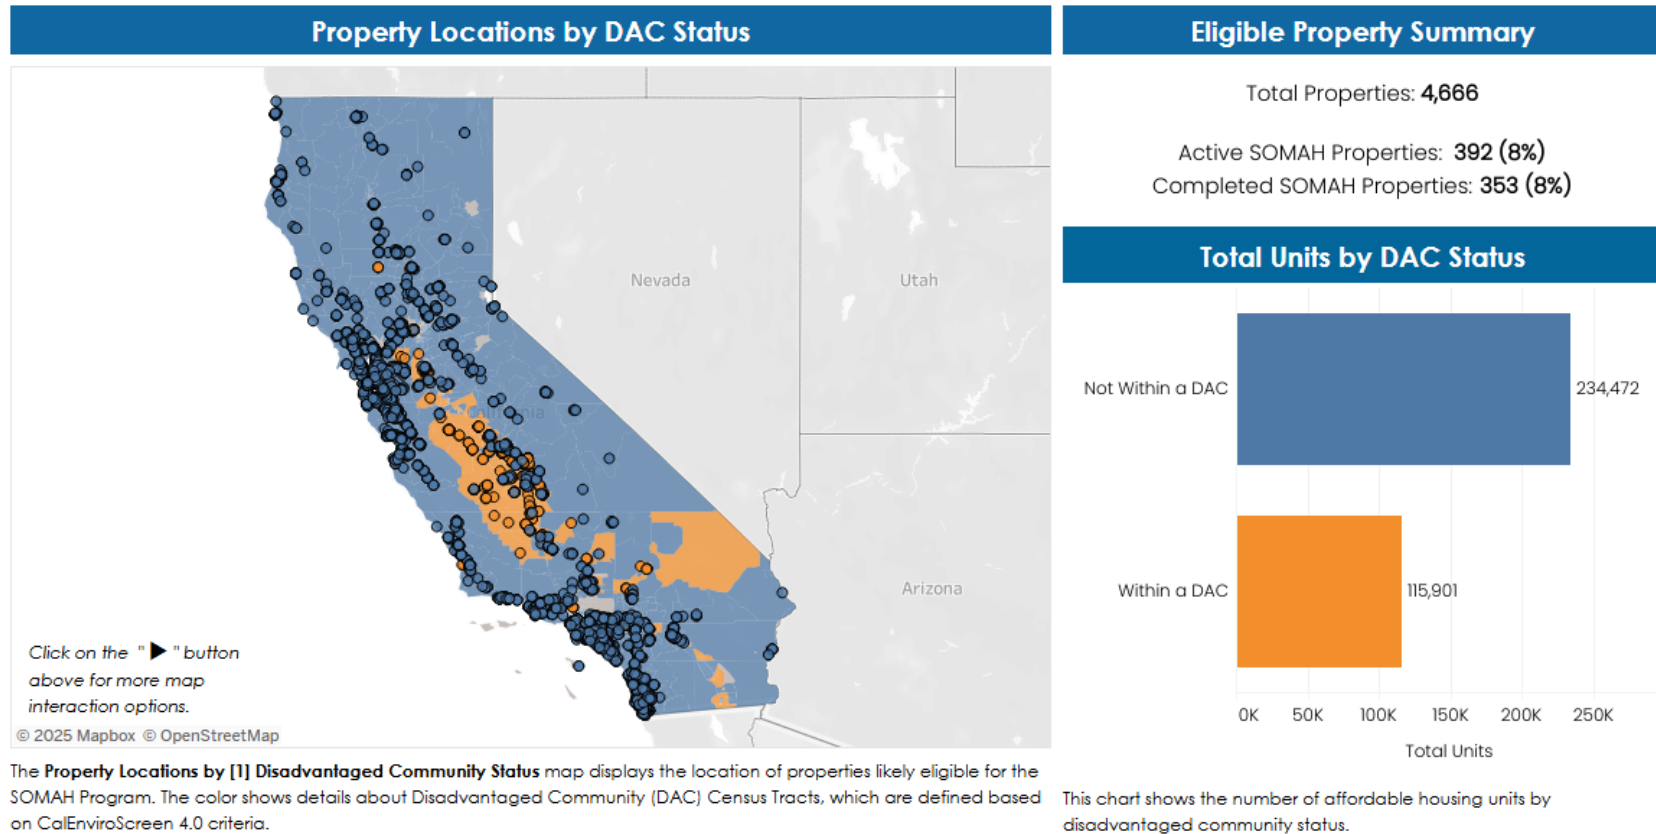 Property Locations by DAC Status
Nevada
Utah
California
Arizona
Click on the " ▶ " button
above for more map
interaction options.
© 2025 Mapbox © OpenStreetMap
The Property Locations by [1] Disadvantaged Community Status map displays the location of properties likely eligible for the
SOMAH Program. The color shows details about Disadvantaged Community (DAC) Census Tracts, which are defined based
on CalEnviroScreen 4.0 criteria.
Eligible Property Summary
Total Properties: 4,666
Active SOMAH Properties: 392 (8%)
Completed SOMAH Properties: 353 (8%)
Total Units by DAC Status
Not Within a DAC
234,472
Within a DAC
115,901
0K 50K 100K 150K 200K 250K
Total Units
This chart shows the number of affordable housing units by
disadvantaged community status.